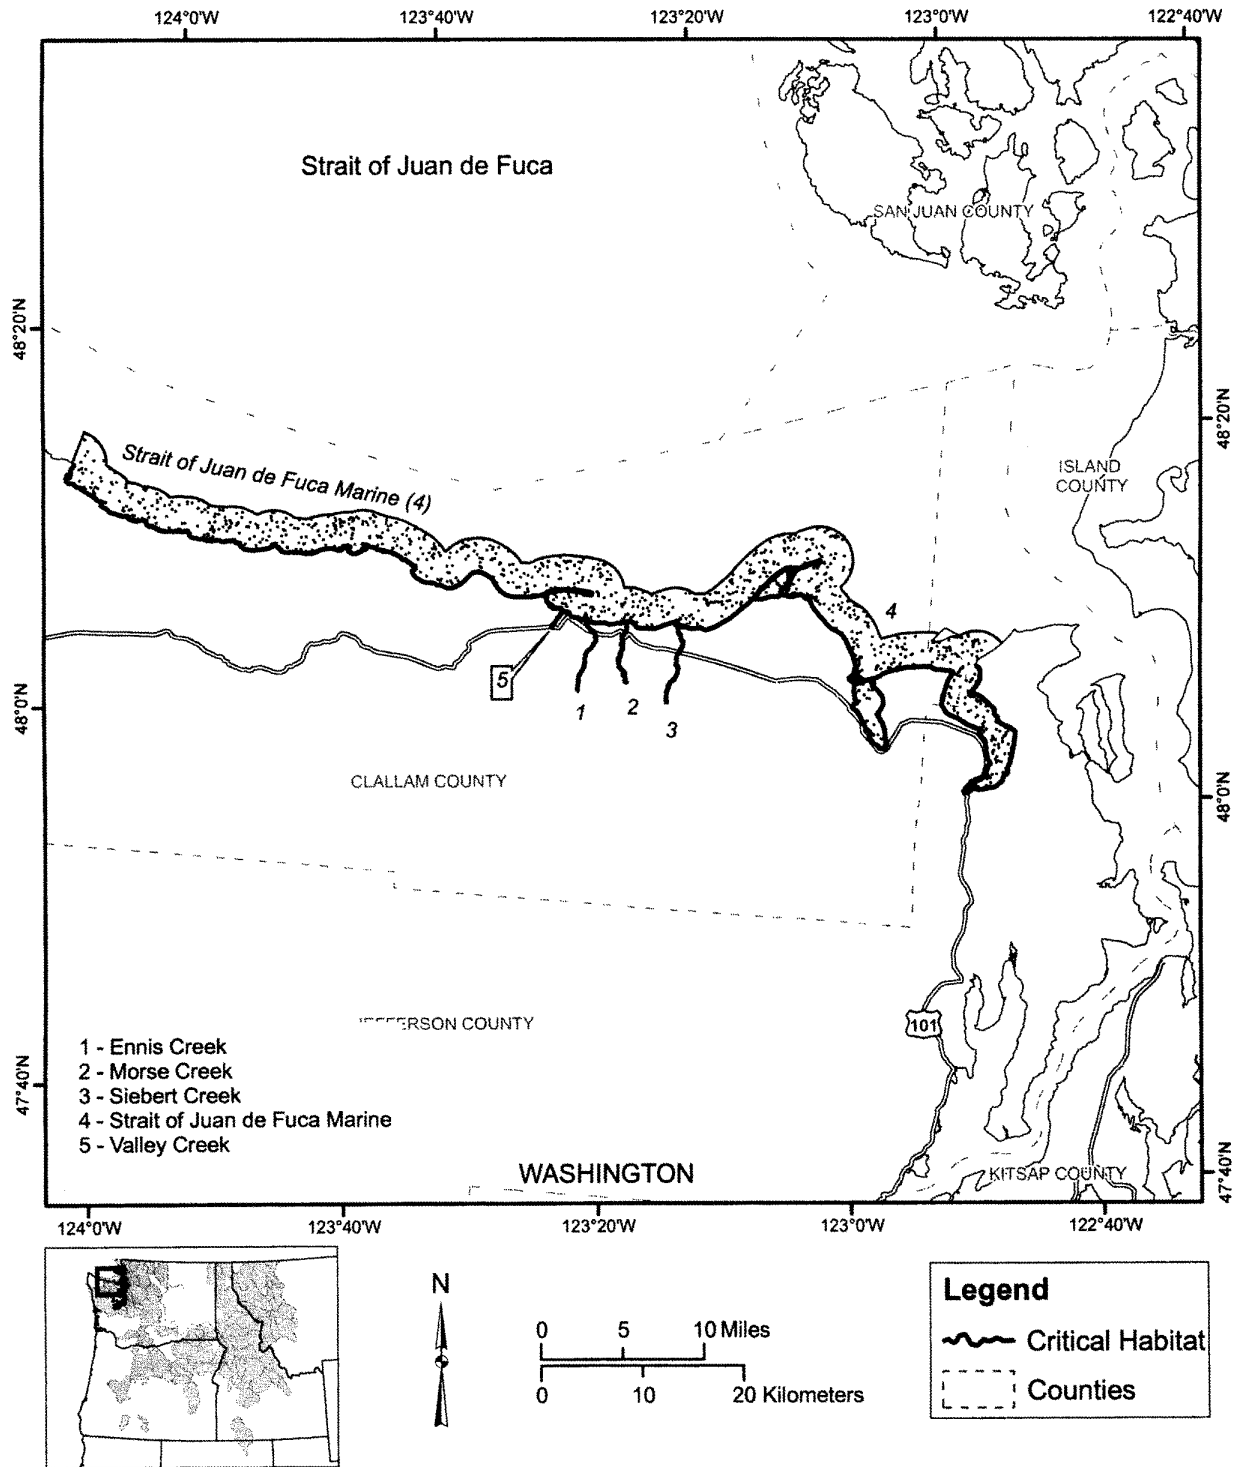 124°0'W 123°40'W 123°20'W 123°0'W 122°40'W
Strait of Juan de Fuca
SAN JUAN COUNTY
48°20'N
48°20'N
Strait of Juan de Fuca Marine (4)
ISLAND
COUNTY
4
5
1
2
3
48°0'N
48°0'N
CLALLAM COUNTY
101
1 - Ennis Creek
2 - Morse Creek
3 - Siebert Creek
4 - Strait of Juan de Fuca Marine
5 - Valley Creek
COUNTY
47°40'N
47°40'N
WASHINGTON
KITSAP COUNTY
124°0'W 123°40'W 123°20'W 123°0'W 122°40'W
N
0 5 10 Miles
0 10 20 Kilometers
Legend
Critical Habitat
Counties